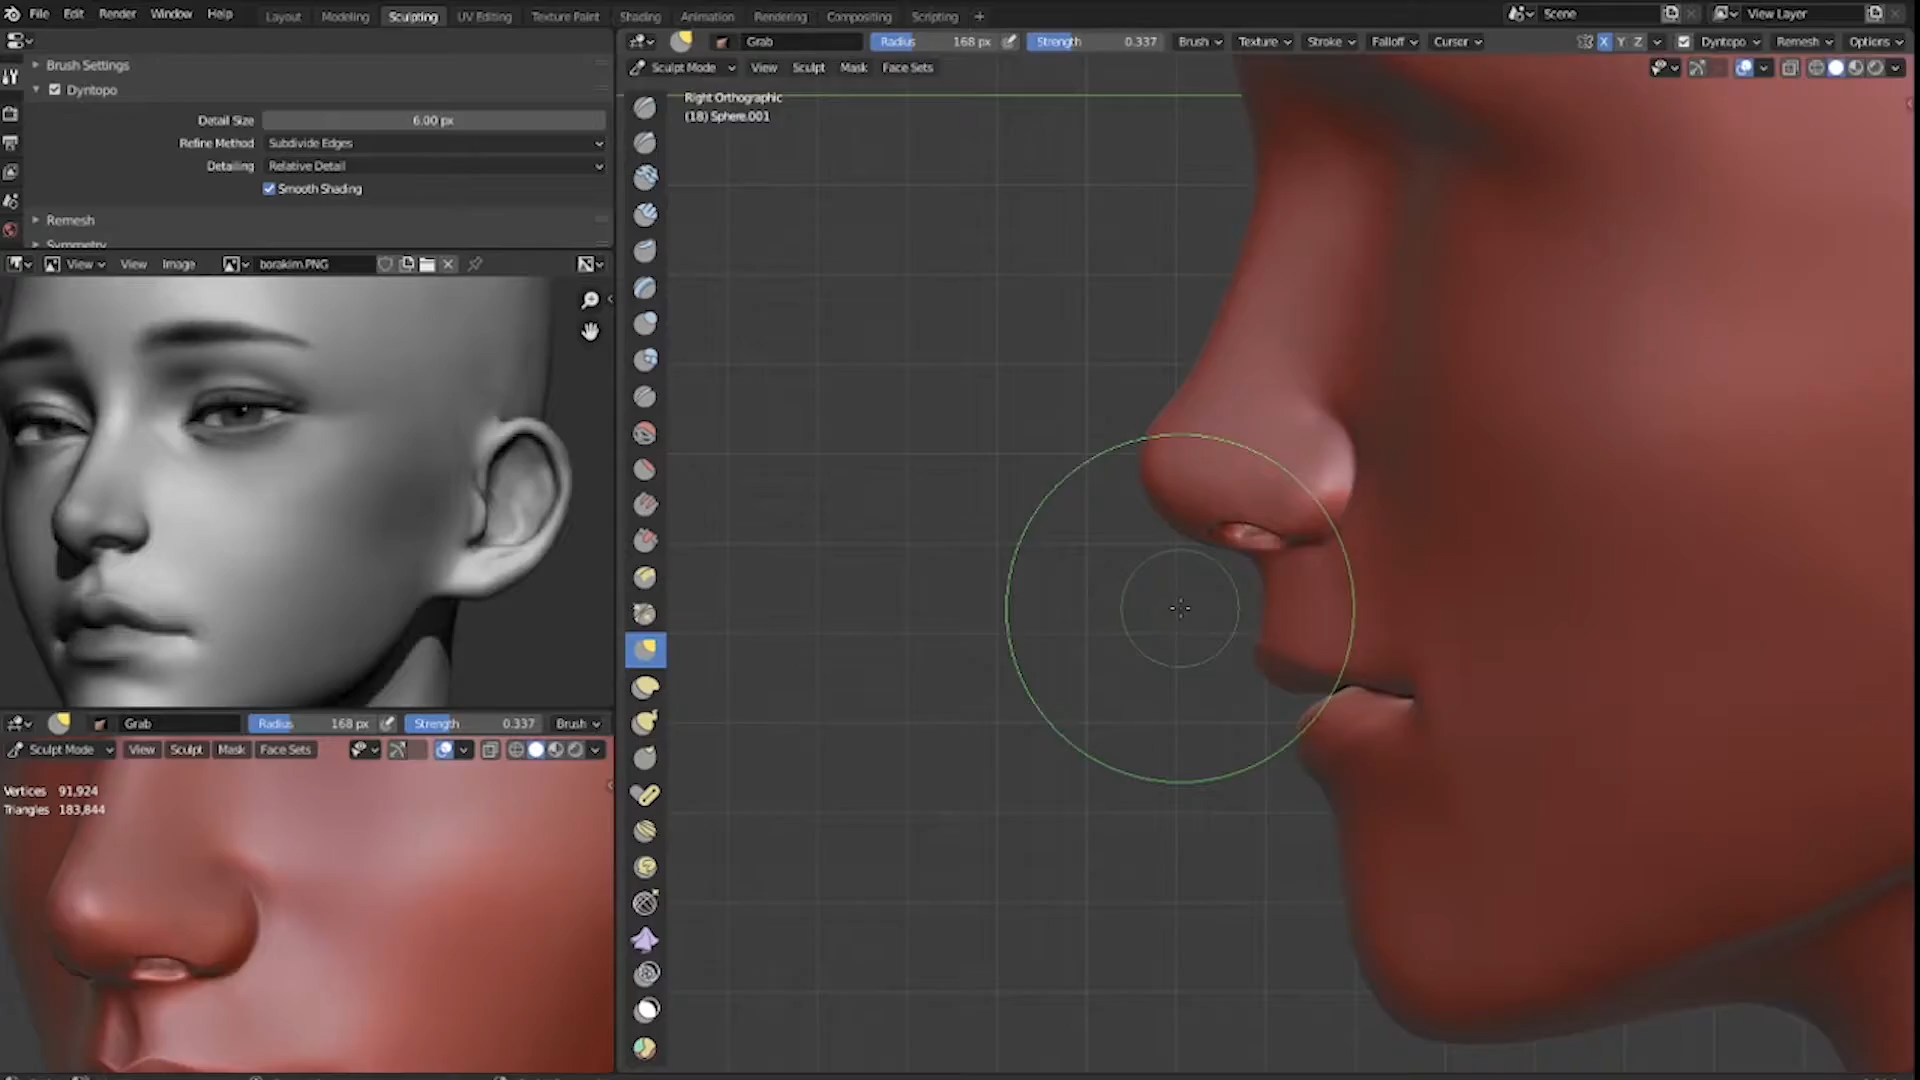 File Edit Render Window Help Layout Modeling Sculpting UV Editing Texture Paint Shading Animation Rendering Compositing Scripting + Scene View Layer
Grab Radius 168 px Strength 0.337 Brush Texture Stroke Falloff Cursor X Y Z Dyntopo Remesh Options
Sculpt Mode View Sculpt Mask Face Sets
Brush Settings
Dyntopo
Detail Size 6.00 px
Refine Method Subdivide Edges
Detailing Relative Detail
Smooth Shading
Remesh
Symmetry
View View Image borakim.PNG
Right Orthographic
(18) Sphere.001
Grab Radius 168 px Strength 0.337 Brush
Sculpt Mode View Sculpt Mask Face Sets
Vertices 91,924
Triangles 183,844